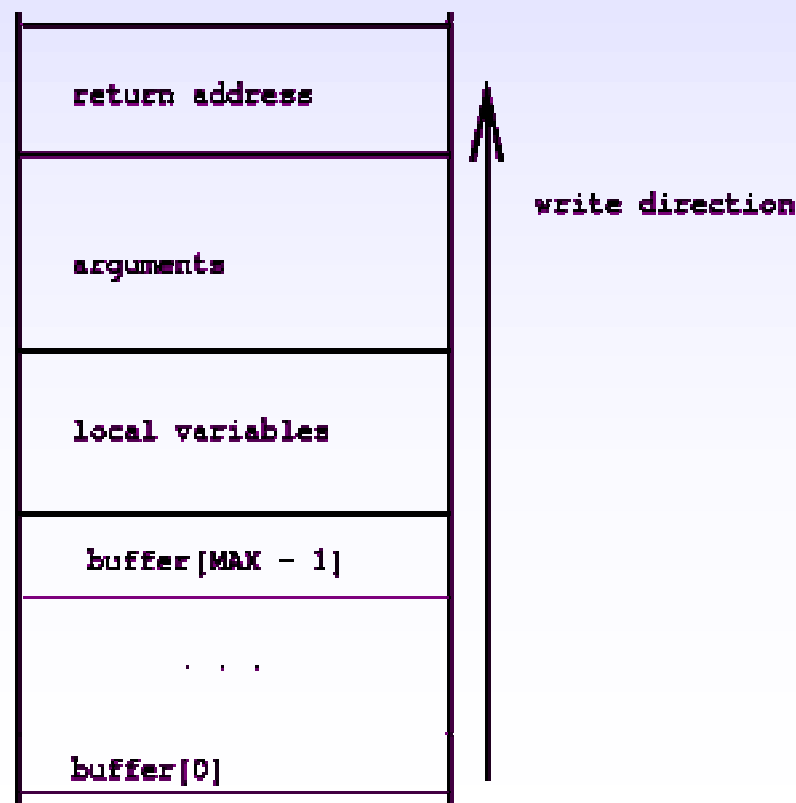 return address
write direction
arguments
local variables
buffer[MAX - 1]
. . .
buffer[0]